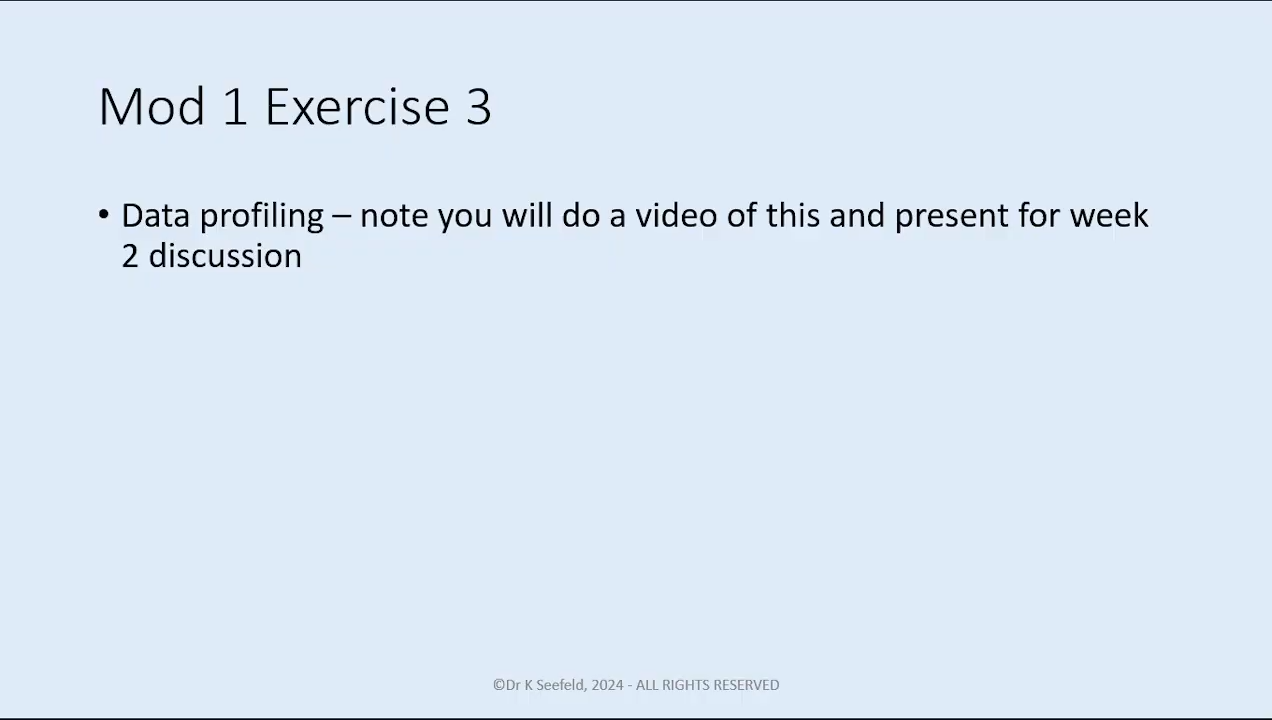 Mod 1 Exercise 3
• Data profiling – note you will do a video of this and present for week
2 discussion
©Dr K Seefeld, 2024 - ALL RIGHTS RESERVED